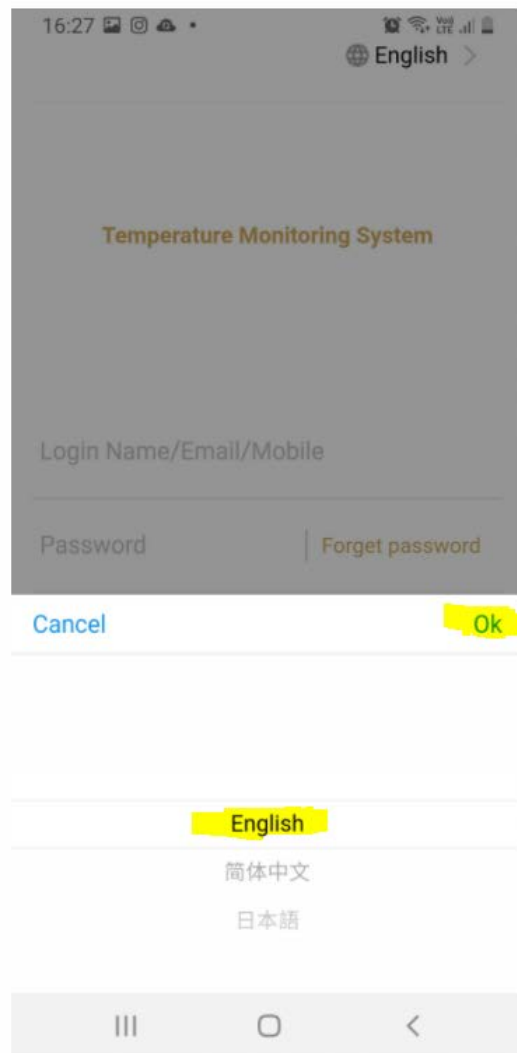 16:27
English >
Temperature Monitoring System
Login Name/Email/Mobile
Password | Forget password
Cancel Ok
English
简体中文
日本語